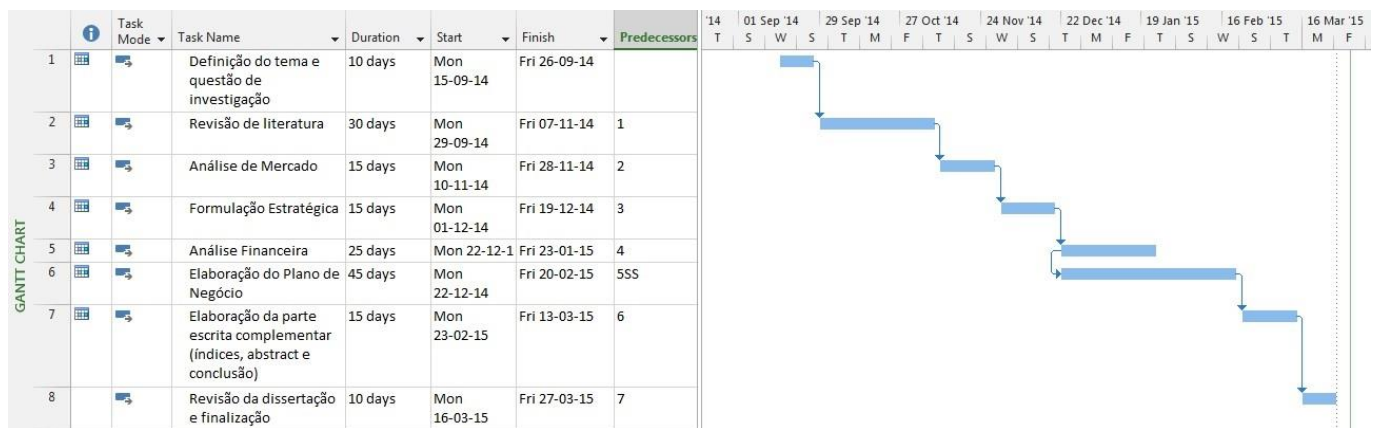 '14 01 Sep '14 29 Sep '14 27 Oct '14 24 Nov '14 22 Dec '14 19 Jan '15 16 Feb '15 16 Mar '15
Task Mode Task Name Duration Start Finish Predecessors T S W S T M F T S W S T M F T S W S T M F
1 Definição do tema e 10 days Mon Fri 26-09-14
questão de 15-09-14
investigação
2 Revisão de literatura 30 days Mon Fri 07-11-14 1
29-09-14
3 Análise de Mercado 15 days Mon Fri 28-11-14 2
10-11-14
4 Formulação Estratégica 15 days Mon Fri 19-12-14 3
01-12-14
5 Análise Financeira 25 days Mon 22-12-1 Fri 23-01-15 4
6 Elaboração do Plano de 45 days Mon Fri 20-02-15 5SS
Negócio 22-12-14
7 Elaboração da parte 15 days Mon Fri 13-03-15 6
escrita complementar 23-02-15
(índices, abstract e
conclusão)
8 Revisão da dissertação 10 days Mon Fri 27-03-15 7
e finalização 16-03-15
GANTT CHART